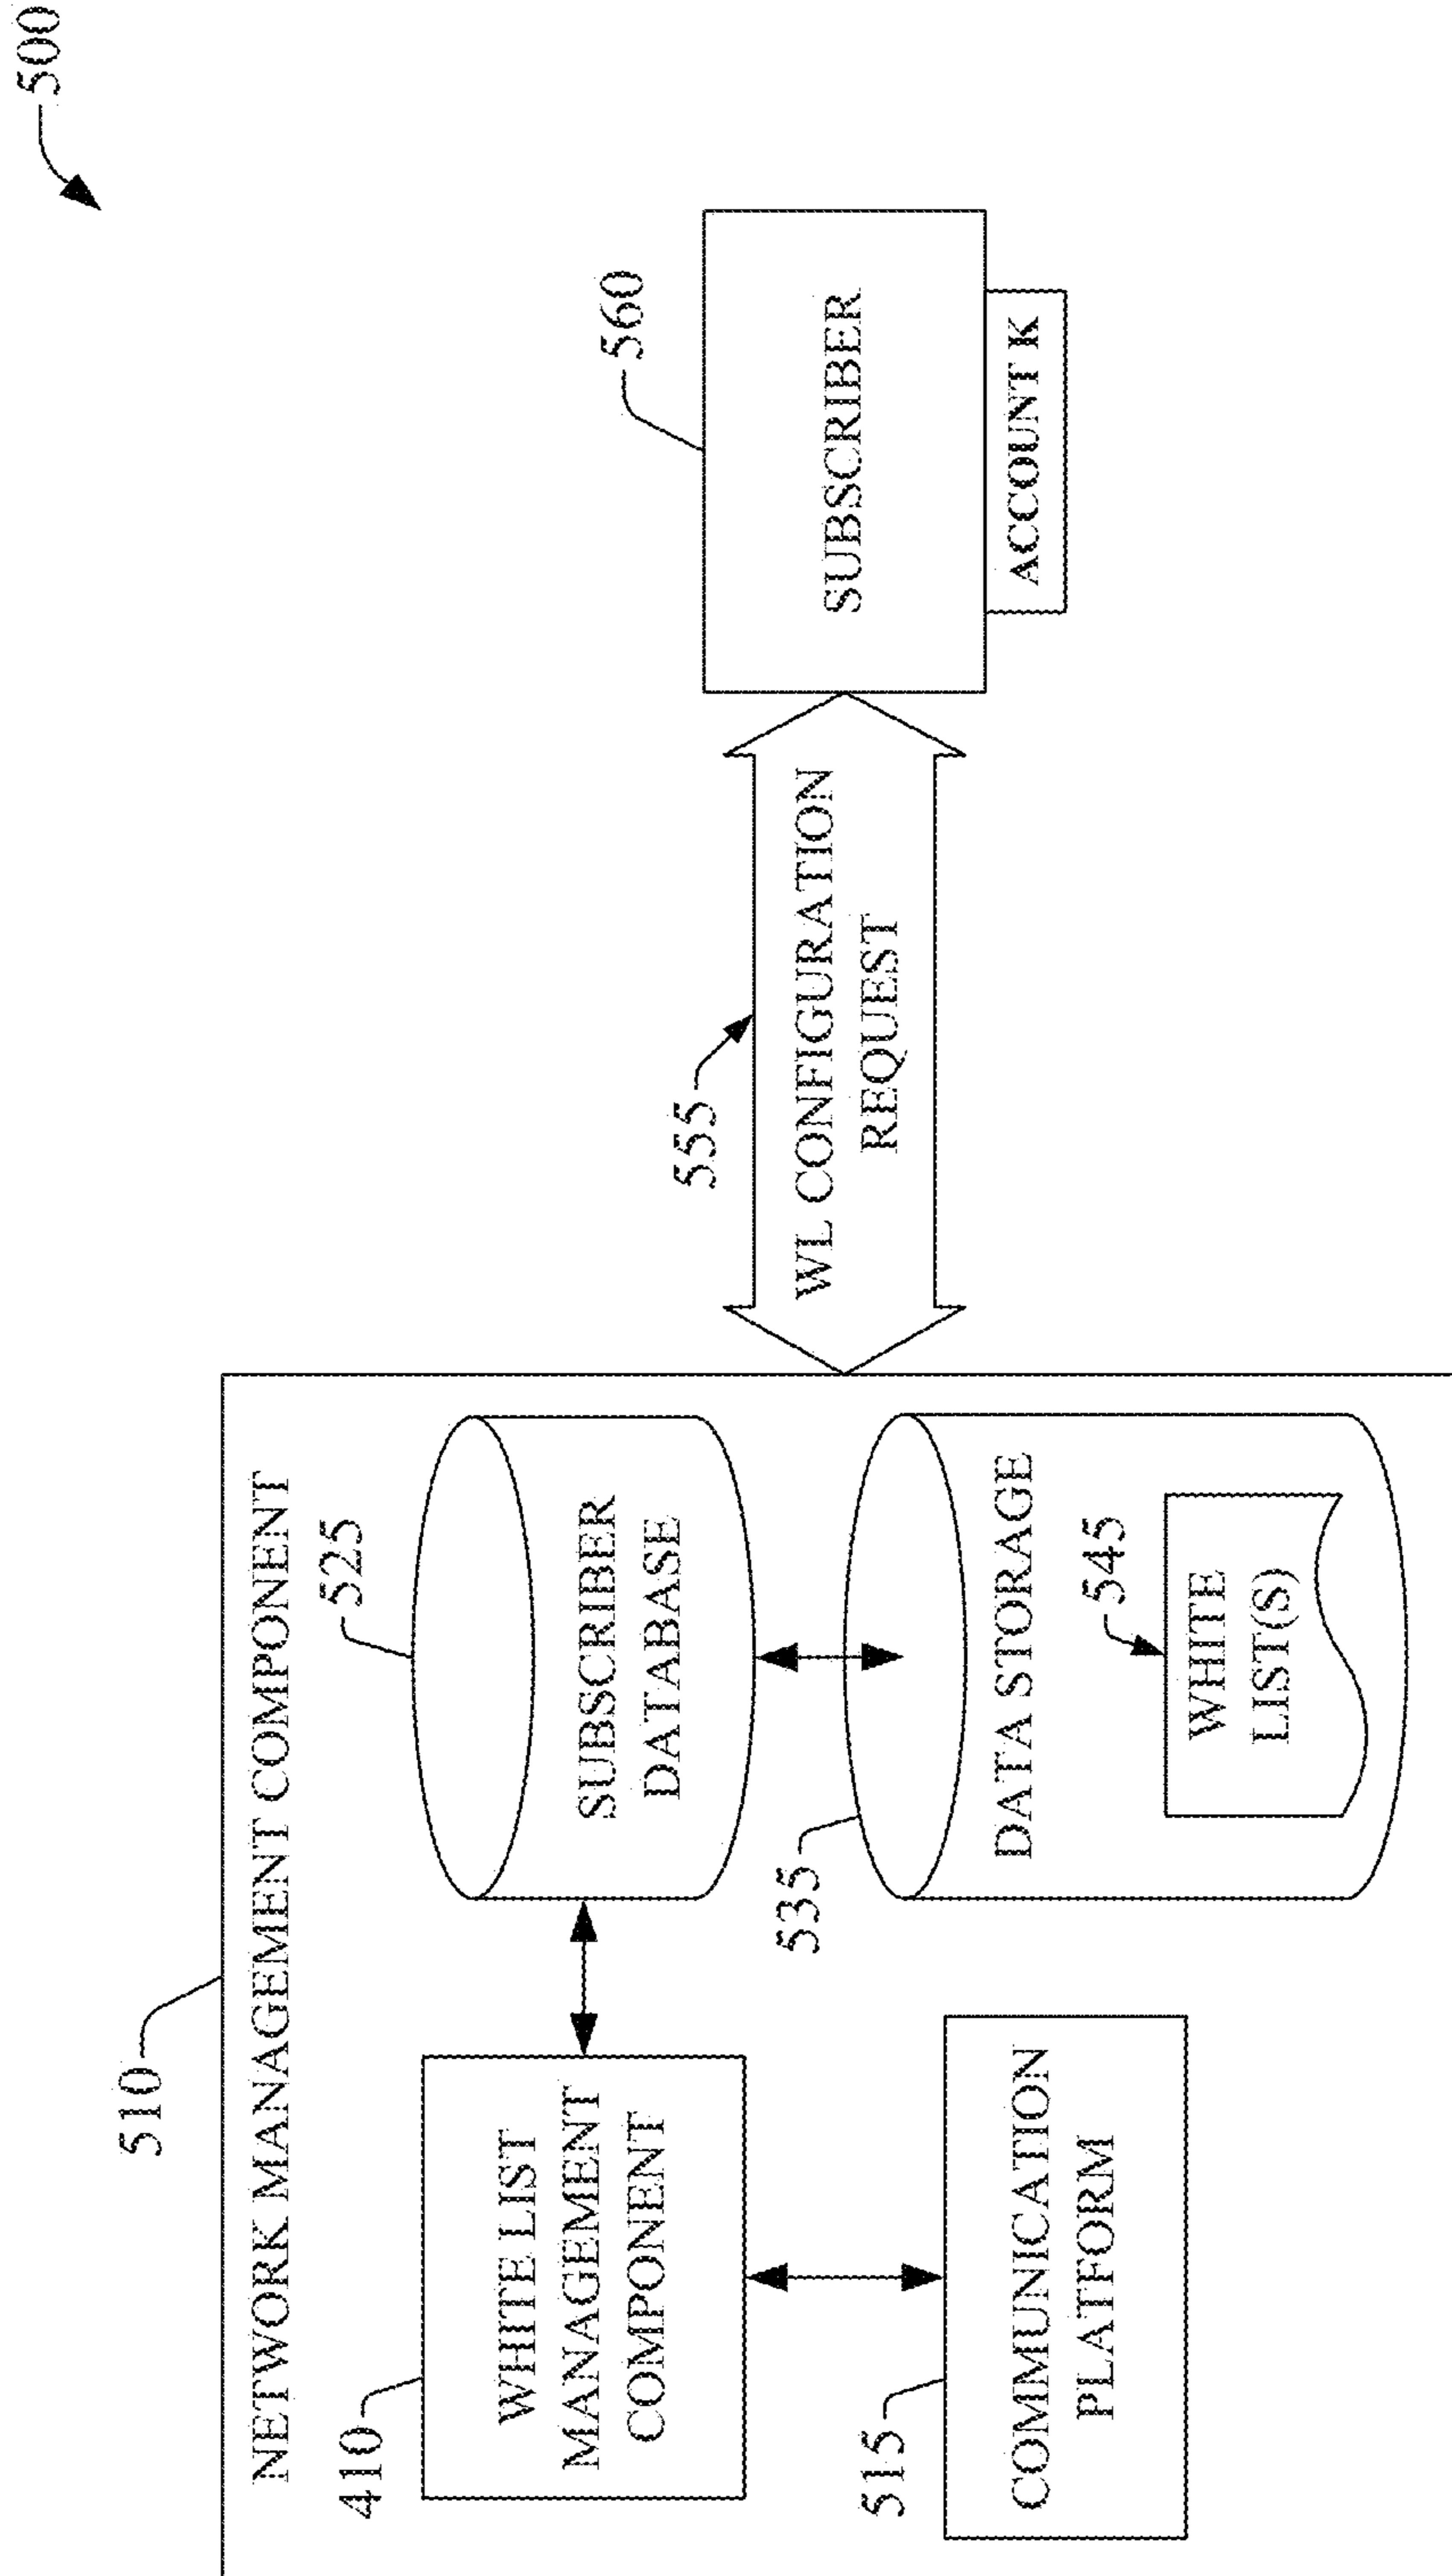 500
510
NETWORK MANAGEMENT COMPONENT
410
WHITE LIST
MANAGEMENT
COMPONENT
525
SUBSCRIBER
DATABASE
515
COMMUNICATION
PLATFORM
535
DATA STORAGE
545
WHITE
LIST(S)
555
WL CONFIGURATION
REQUEST
560
SUBSCRIBER
ACCOUNT K